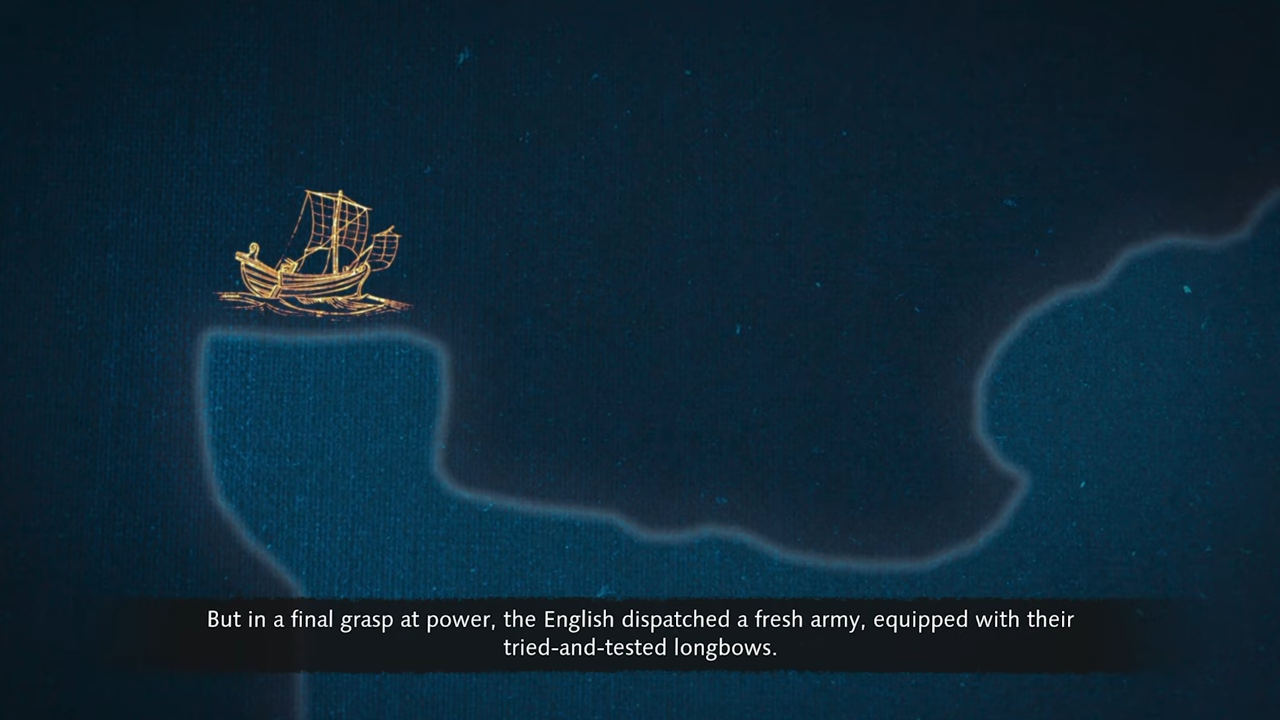 But in a final grasp at power, the English dispatched a fresh army, equipped with their
tried-and-tested longbows.